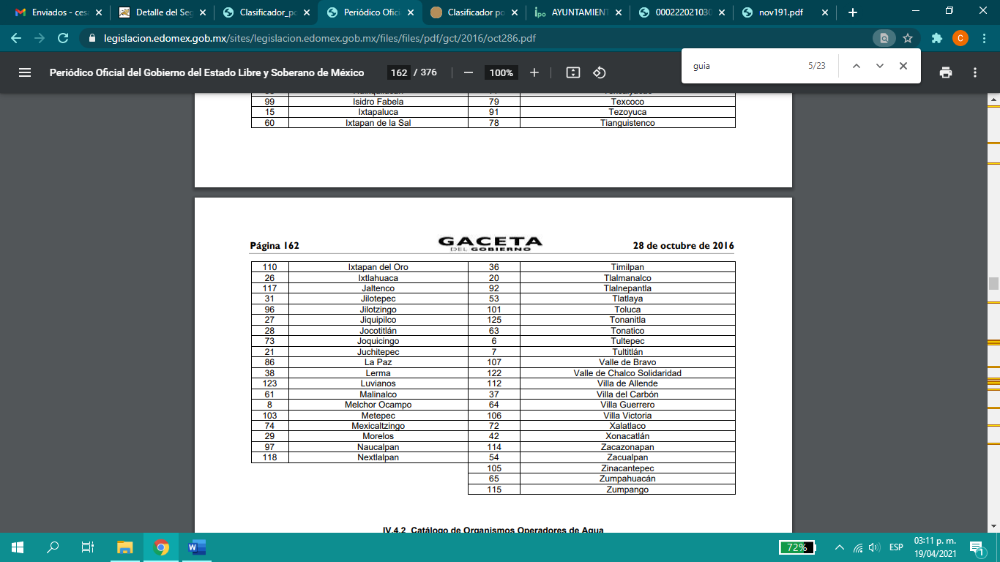 Enviados - ces
Detalle del Seg
Clasificador_po
Periódico Ofici
Clasificador po
ipo AYUNTAMIENT
000222021030
nov191.pdf
legislacion.edomex.gob.mx/sites/legislacion.edomex.gob.mx/files/files/pdf/gct/2016/oct286.pdf
C
guia 5/23
Periódico Oficial del Gobierno del Estado Libre y Soberano de México 162 / 376 100%
99 Isidro Fabela 79 Texcoco
15 Ixtapaluca 91 Tezoyuca
60 Ixtapan de la Sal 78 Tianguistenco
Página 162 GACETA DEL GOBIERNO 28 de octubre de 2016
110 Ixtapan del Oro 36 Timilpan
26 Ixtlahuaca 20 Tlalmanalco
117 Jaltenco 92 Tlalnepantla
31 Jilotepec 53 Tlatlaya
96 Jilotzingo 101 Toluca
27 Jiquipilco 125 Tonanitla
28 Jocotitlán 63 Tonatico
73 Joquicingo 6 Tultepec
21 Juchitepec 7 Tultitlán
86 La Paz 107 Valle de Bravo
38 Lerma 122 Valle de Chalco Solidaridad
123 Luvianos 112 Villa de Allende
61 Malinalco 37 Villa del Carbón
8 Melchor Ocampo 64 Villa Guerrero
103 Metepec 106 Villa Victoria
74 Mexicaltzingo 72 Xalatlaco
29 Morelos 42 Xonacatlán
97 Naucalpan 114 Zacazonapan
118 Nextlalpan 54 Zacualpan
105 Zinacantepec
65 Zumpahuacán
115 Zumpango
IV.4.2 Catálogo de Organismos Operadores de Agua
72% ESP 03:11 p. m.
19/04/2021
1